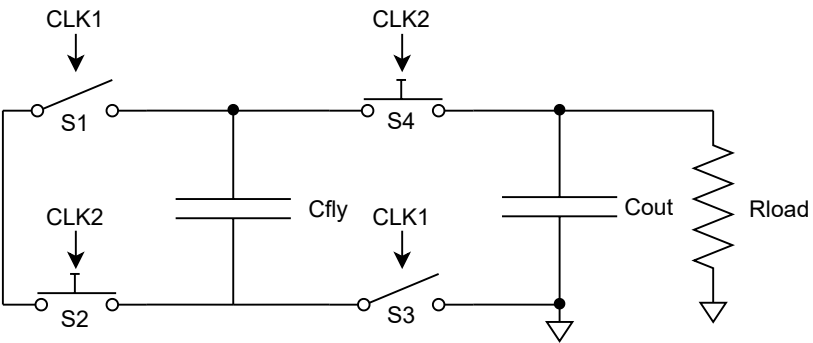 CLK1
CLK2
S1
S4
CLK2
Cfly
CLK1
Cout
Rload
S2
S3